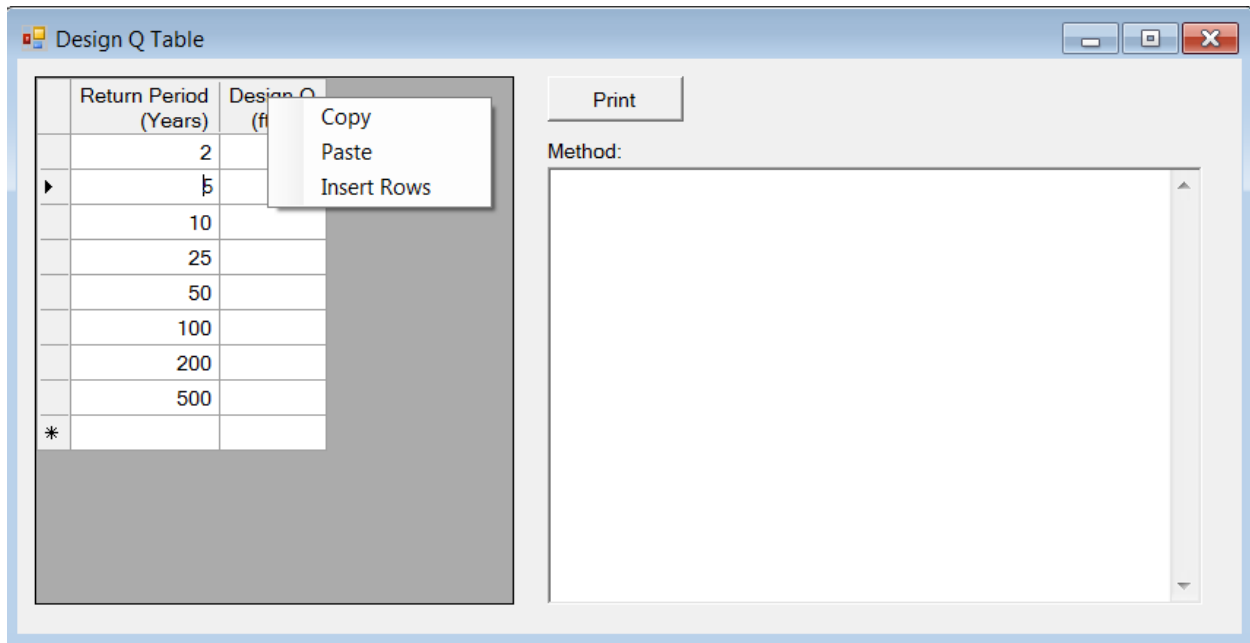 Design Q Table
Return Period
(Years)
Design Q
Copy
Paste
Insert Rows
2
5
10
25
50
100
200
500
*
Print
Method: